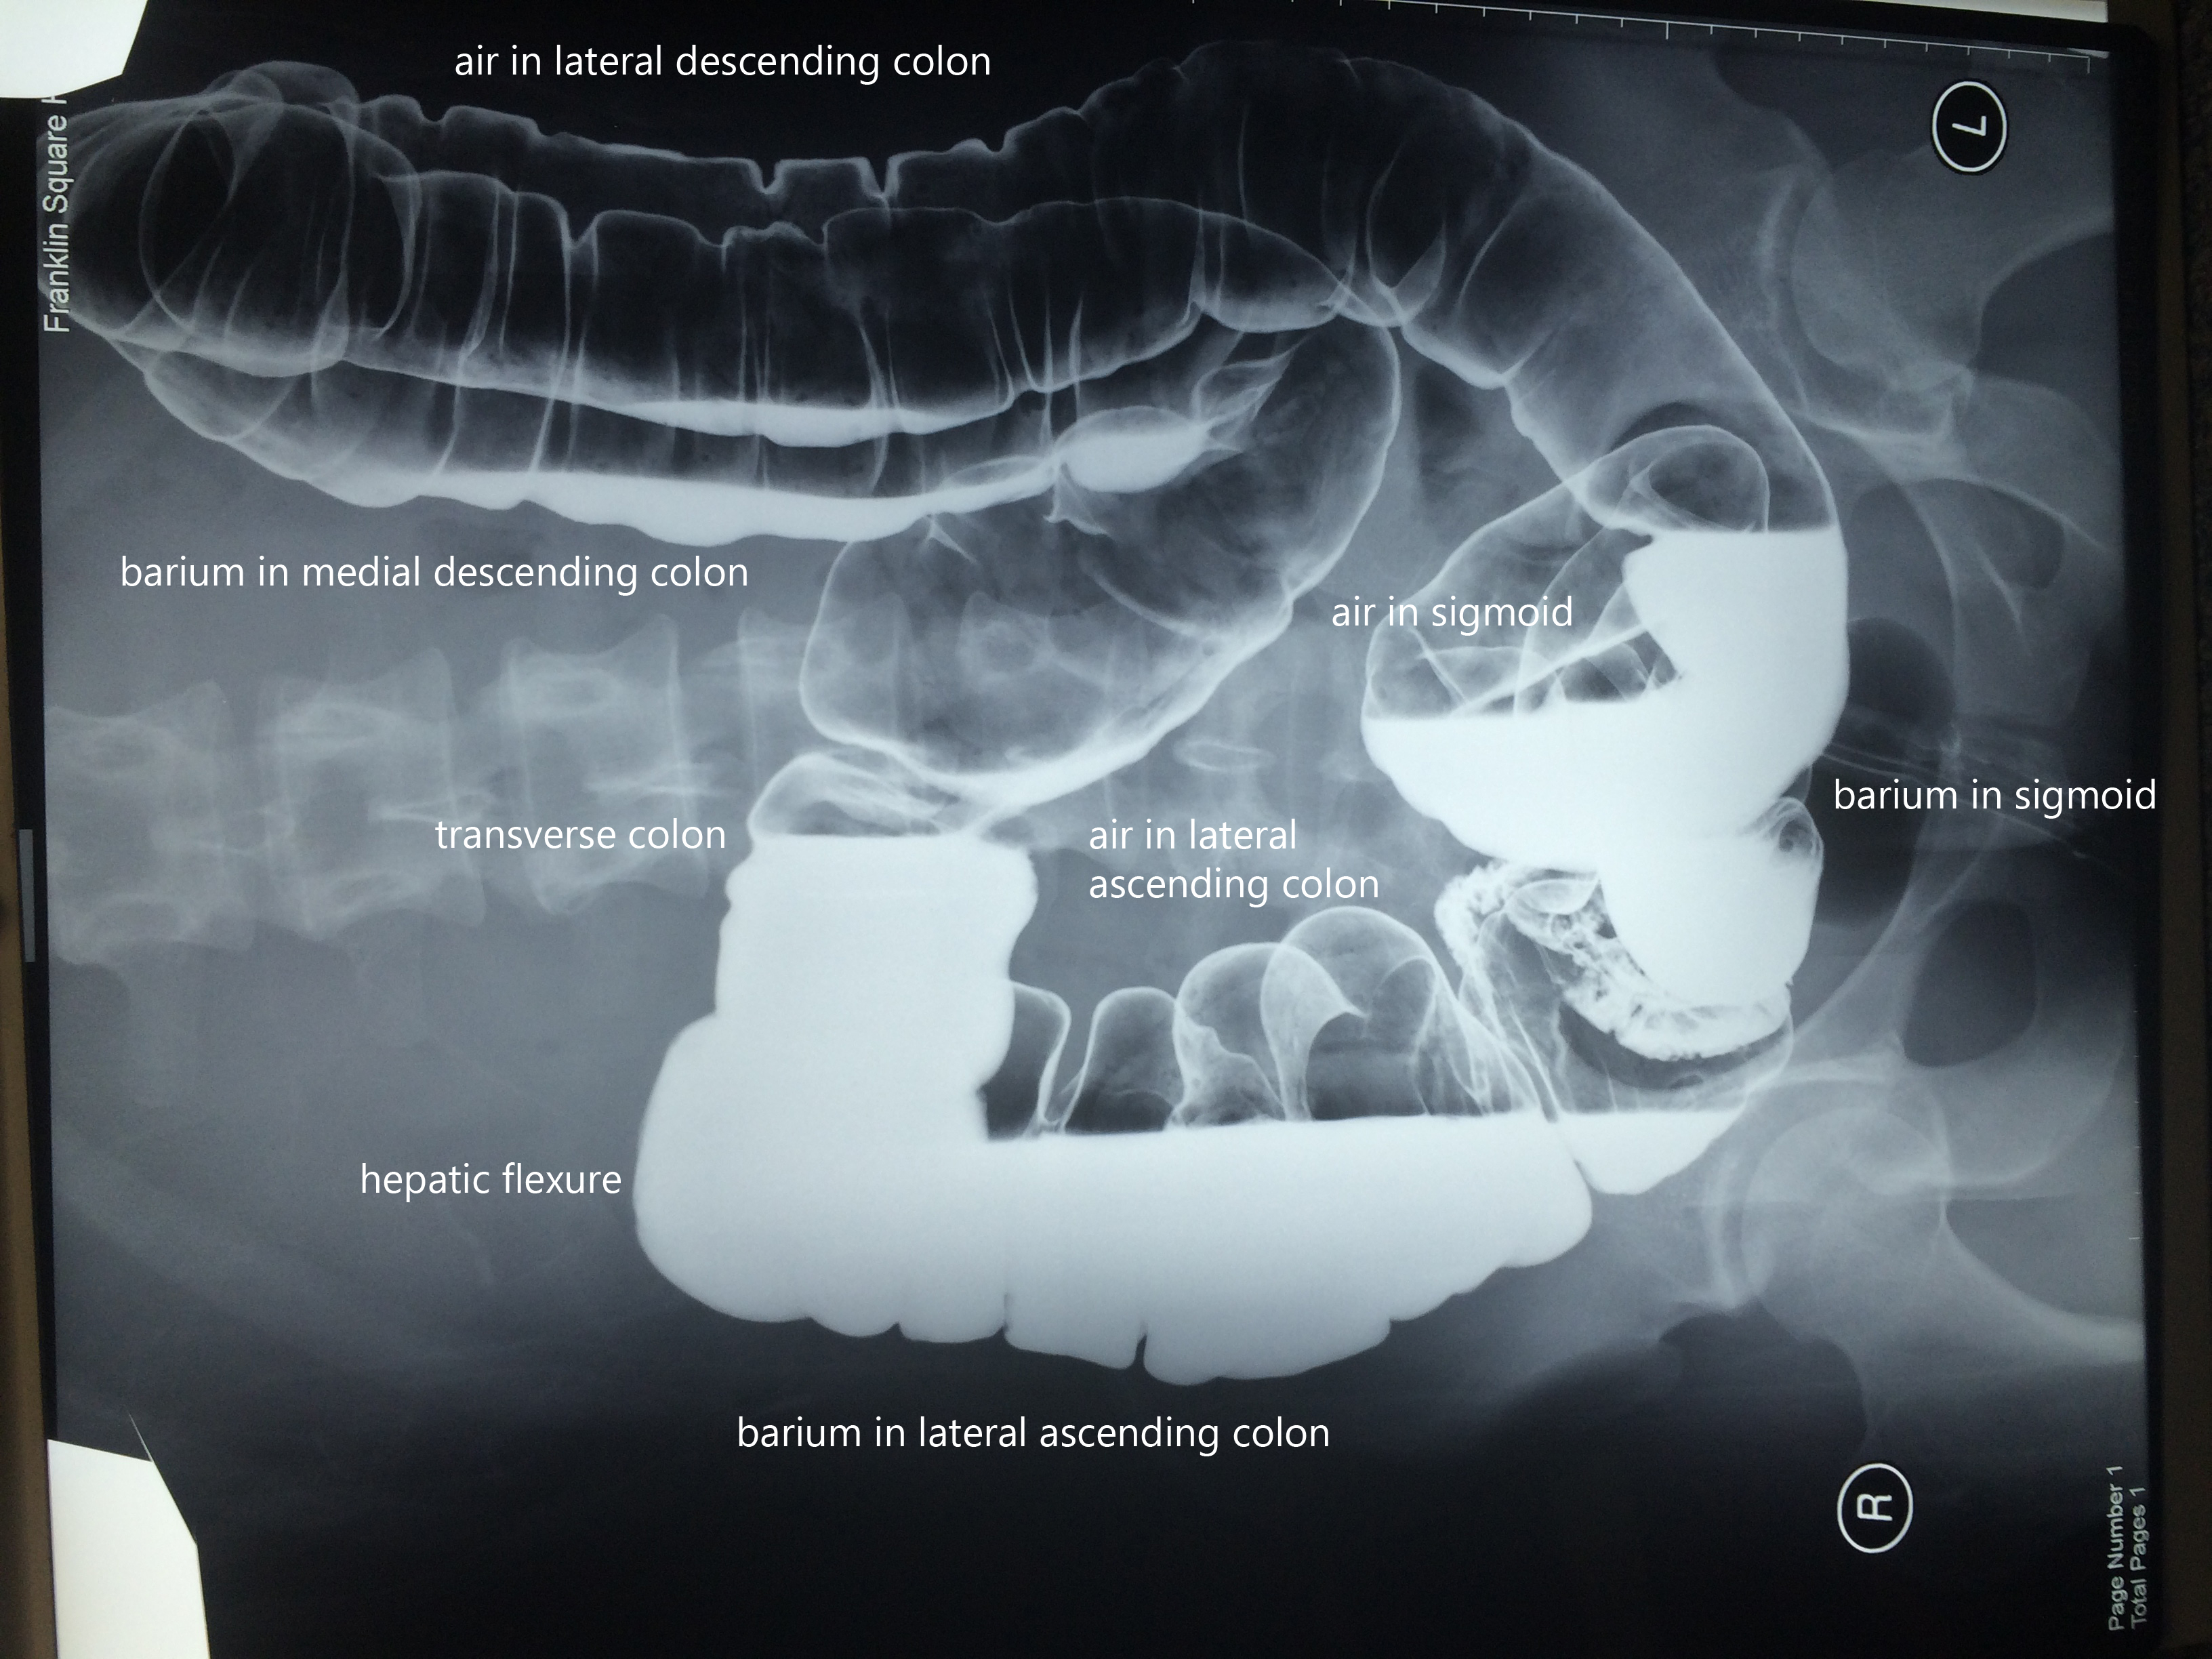 air in lateral descending colon
L
Franklin Square
barium in medial descending colon
air in sigmoid
barium in sigmoid
transverse colon
air in lateral
ascending colon
hepatic flexure
barium in lateral ascending colon
R
Page Number 1
Total Pages 1